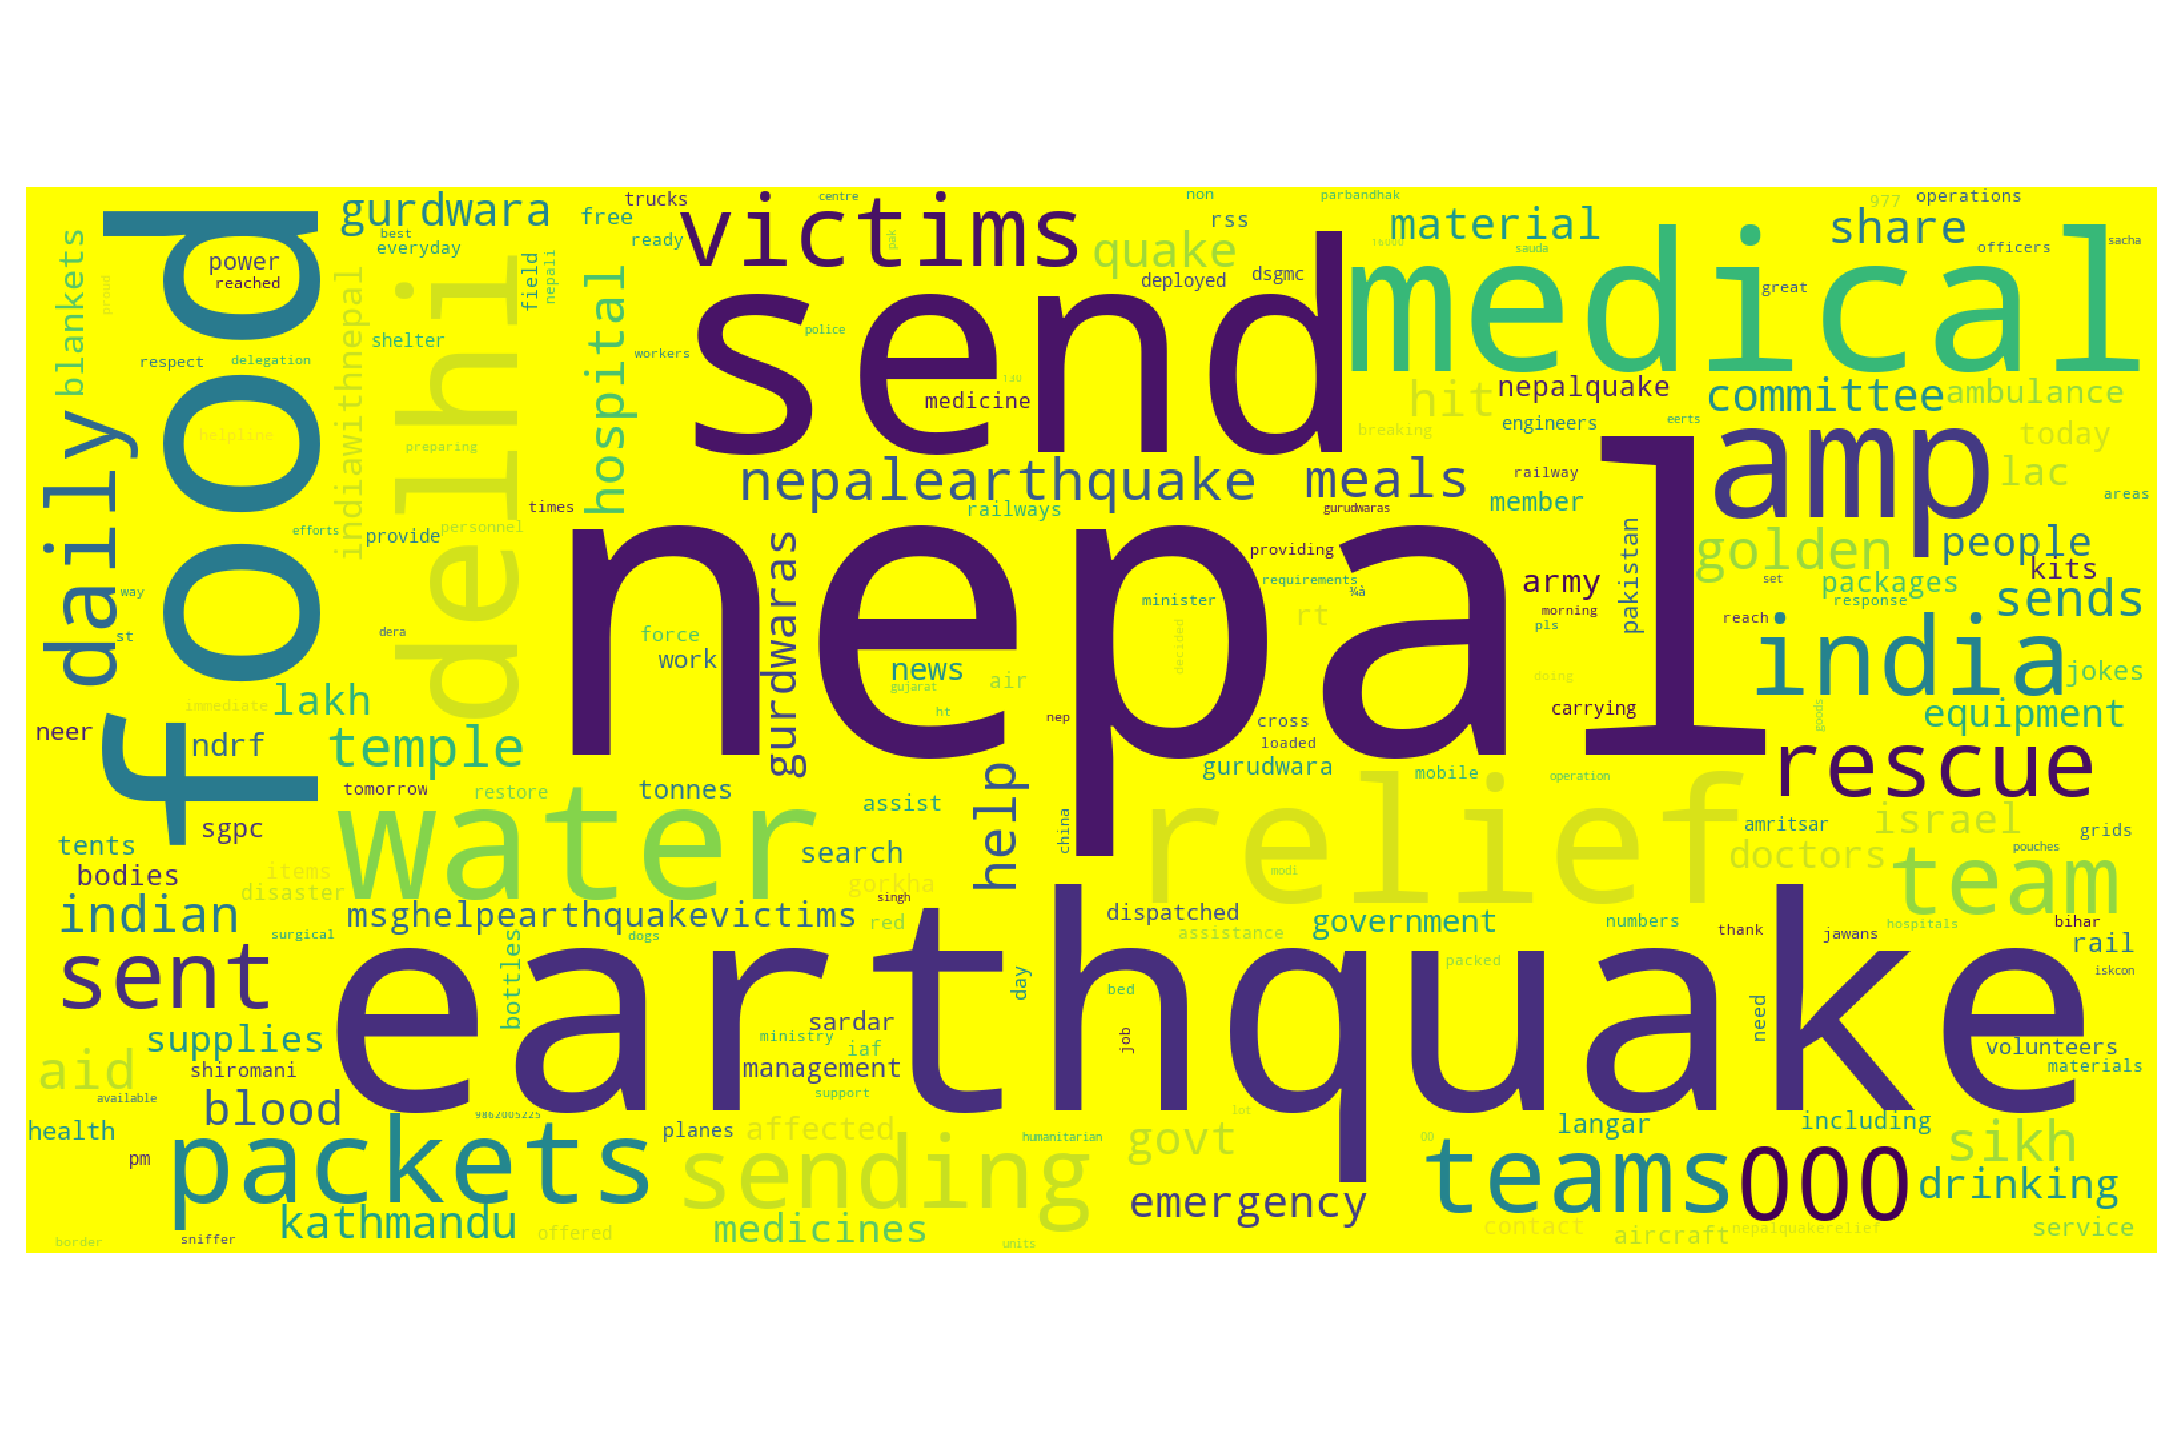 nepal
earthquake
send
food
medical
delhi
relief
water
amp
victims
india
packets
sending
rescue
teams
000
team
sent
daily
nepalearthquake
gurdwara
hospital
quake
material
share
committee
hit
golden
people
sends
meals
gurdwaras
help
temple
lakh
indian
msghelpearthquakevictims
supplies
aid
blood
kathmandu
medicines
emergency
govt
affected
sikh
drinking
equipment
israel
doctors
government
blankets
indiawithnepal
nepalquake
ambulance
today
lac
kits
packages
member
army
pakistan
rt
news
air
jokes
ndrf
neer
sgpc
tents
bodies
tonnes
search
assist
gurudwara
gorkha
dispatched
rail
bottles
sardar
management
iaf
volunteers
langar
including
service
aircraft
contact
health
shiromani
planes
pm
offered
trucks
free
ready
everyday
best
power
reached
proud
respect
delegation
shelter
field
nepali
helpline
preparing
efforts
provide
personnel
times
way
st
dera
immediate
tomorrow
restore
items
disaster
surgical
dogs
singh
red
centre
pak
police
workers
130
medicine
non
rss
deployed
dsgmc
parbandhak
16000
sauda
977
operations
officers
sacha
great
engineers
eerts
breaking
railway
railways
gurudwaras
providing
requirements
¾à
minister
decided
morning
pls
set
response
areas
reach
force
work
gujarat
ht
nep
cross
loaded
doing
carrying
goods
mobile
operation
china
modi
amritsar
grids
pouches
assistance
numbers
thank
jawans
hospitals
bihar
iskcon
packed
bed
day
job
need
ministry
support
materials
available
9862005225
humanitarian
lot
00
border
sniffer
units
nepalquakerelief